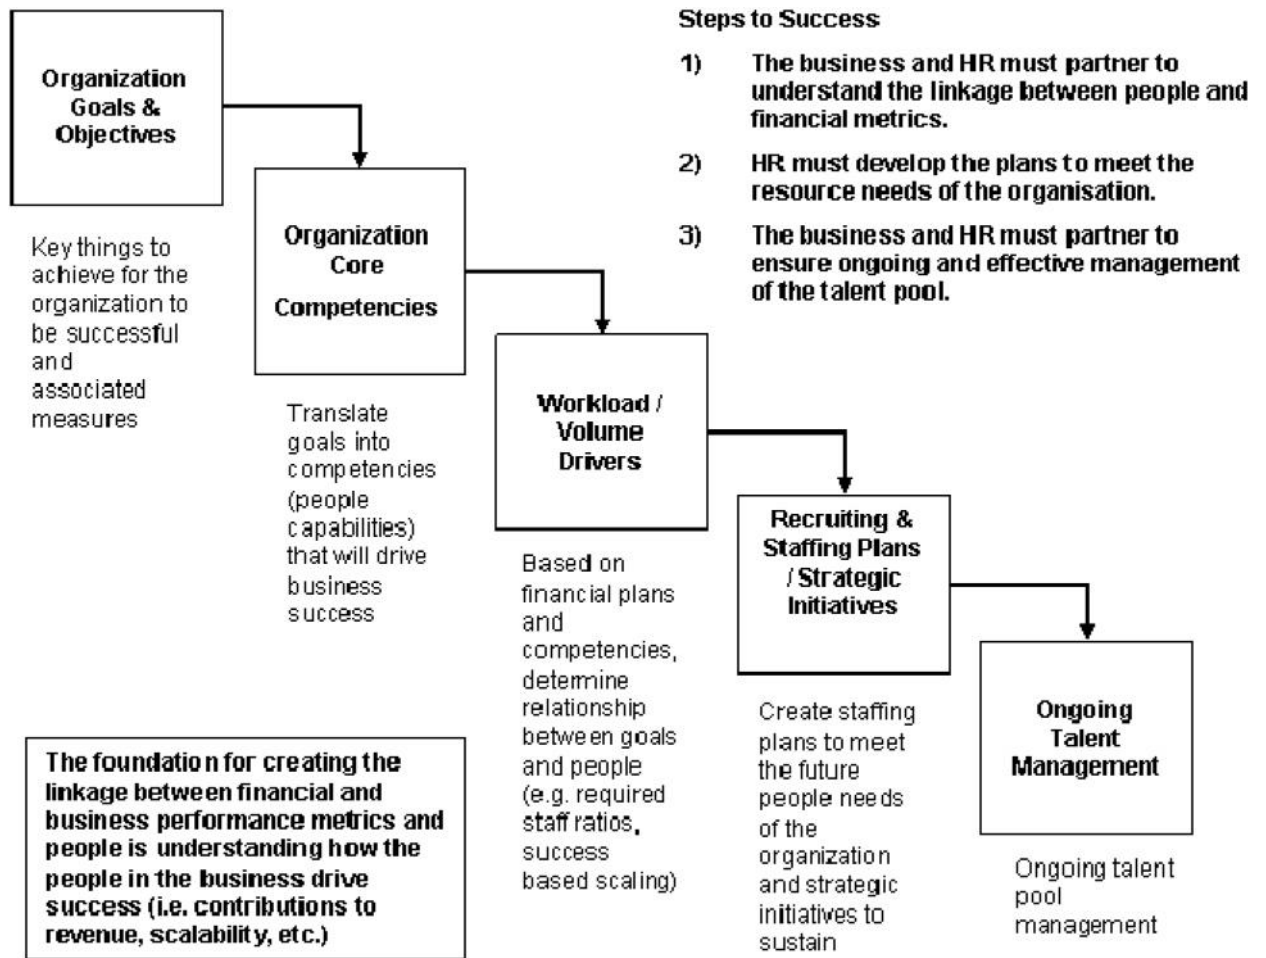 Steps to Success
1) The business and HR must partner to
understand the linkage between people and
financial metrics.
2) HR must develop the plans to meet the
resource needs of the organisation.
3) The business and HR must partner to
ensure ongoing and effective management
of the talent pool.
Organization
Goals &
Objectives
Key things to
achieve for the
organization to
be successful
and
associated
measures
Organization
Core
Competencies
Translate
goals into
competencies
(people
capabilities)
that will drive
business
success
Workload /
Volume
Drivers
Based on
financial plans
and
competencies,
determine
relationship
between goals
and people
(e.g. required
staff ratios,
success
based scaling)
Recruiting &
Staffing Plans
/ Strategic
Initiatives
Create staffing
plans to meet
the future
people needs
of the
organization
and strategic
initiatives to
sustain
Ongoing
Talent
Management
Ongoing talent
pool
management
The foundation for creating the
linkage between financial and
business performance metrics and
people is understanding how the
people in the business drive
success (i.e. contributions to
revenue, scalability, etc.)